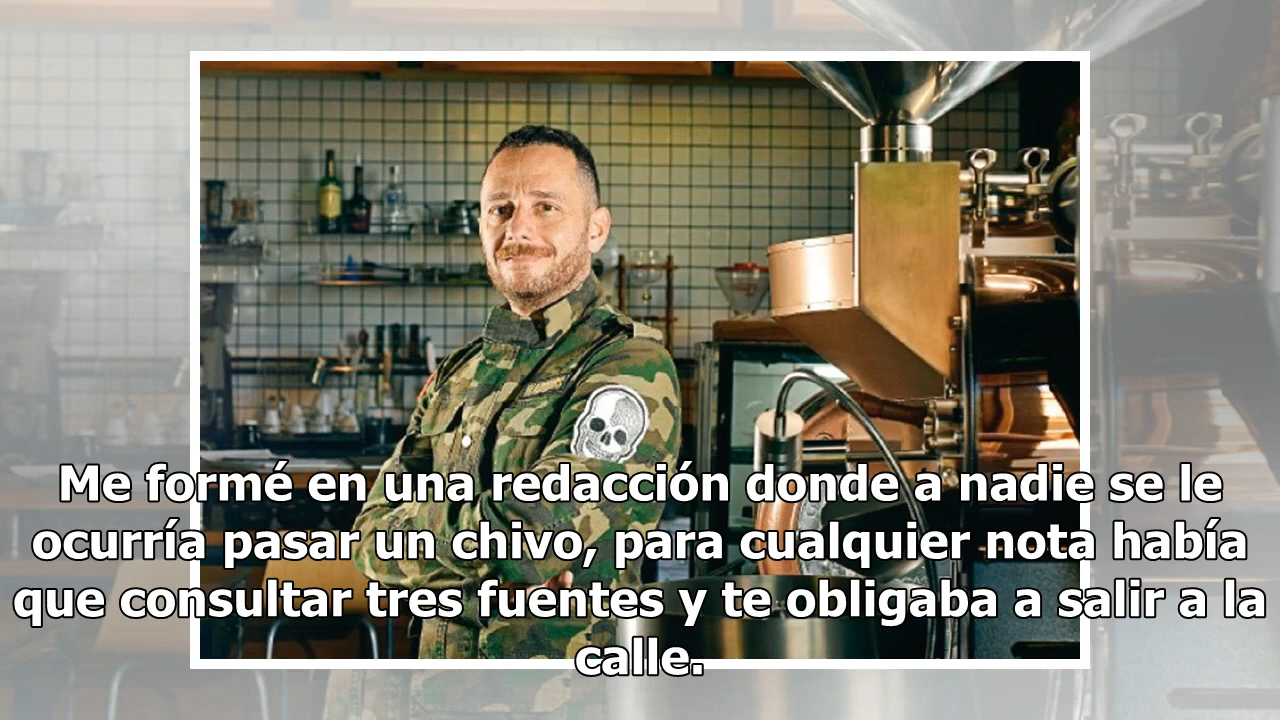 Me formé en una redacción donde a nadie se le
ocurría pasar un chivo, para cualquier nota había
que consultar tres fuentes y te obligaba a salir a la
calle.